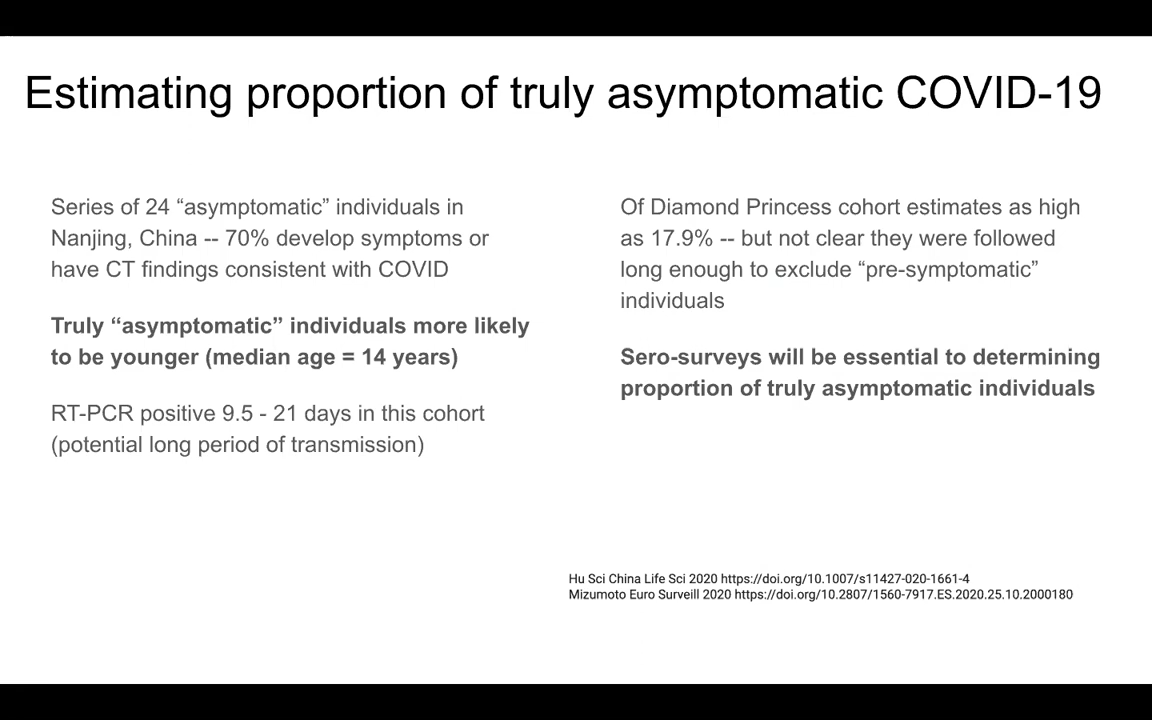 Estimating proportion of truly asymptomatic COVID-19
Series of 24 “asymptomatic” individuals in
Nanjing, China -- 70% develop symptoms or
have CT findings consistent with COVID
Truly “asymptomatic” individuals more likely
to be younger (median age = 14 years)
RT-PCR positive 9.5 - 21 days in this cohort
(potential long period of transmission)
Of Diamond Princess cohort estimates as high
as 17.9% -- but not clear they were followed
long enough to exclude “pre-symptomatic”
individuals
Sero-surveys will be essential to determining
proportion of truly asymptomatic individuals
Hu Sci China Life Sci 2020 https://doi.org/10.1007/s11427-020-1661-4
Mizumoto Euro Surveill 2020 https://doi.org/10.2807/1560-7917.ES.2020.25.10.2000180